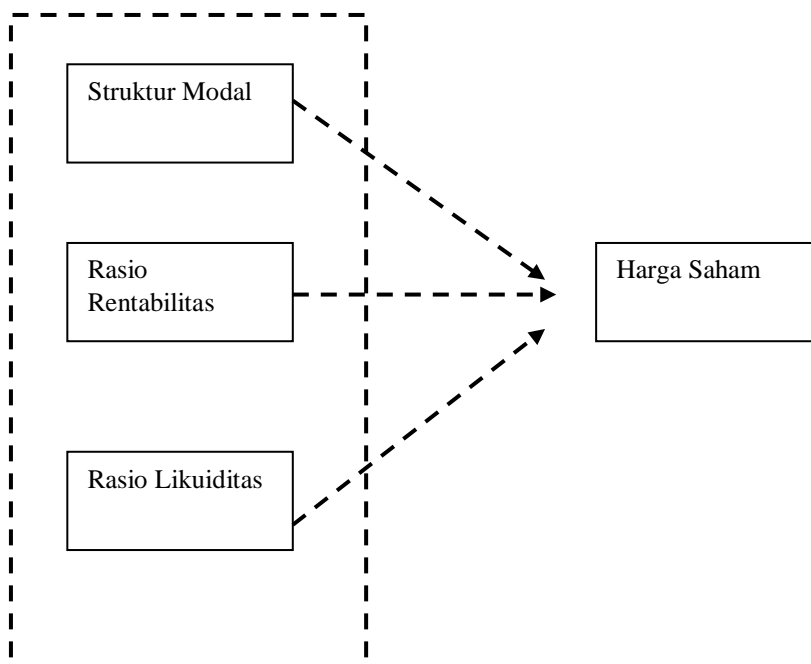 Struktur Modal
Rasio
Rentabilitas
Harga Saham
Rasio Likuiditas